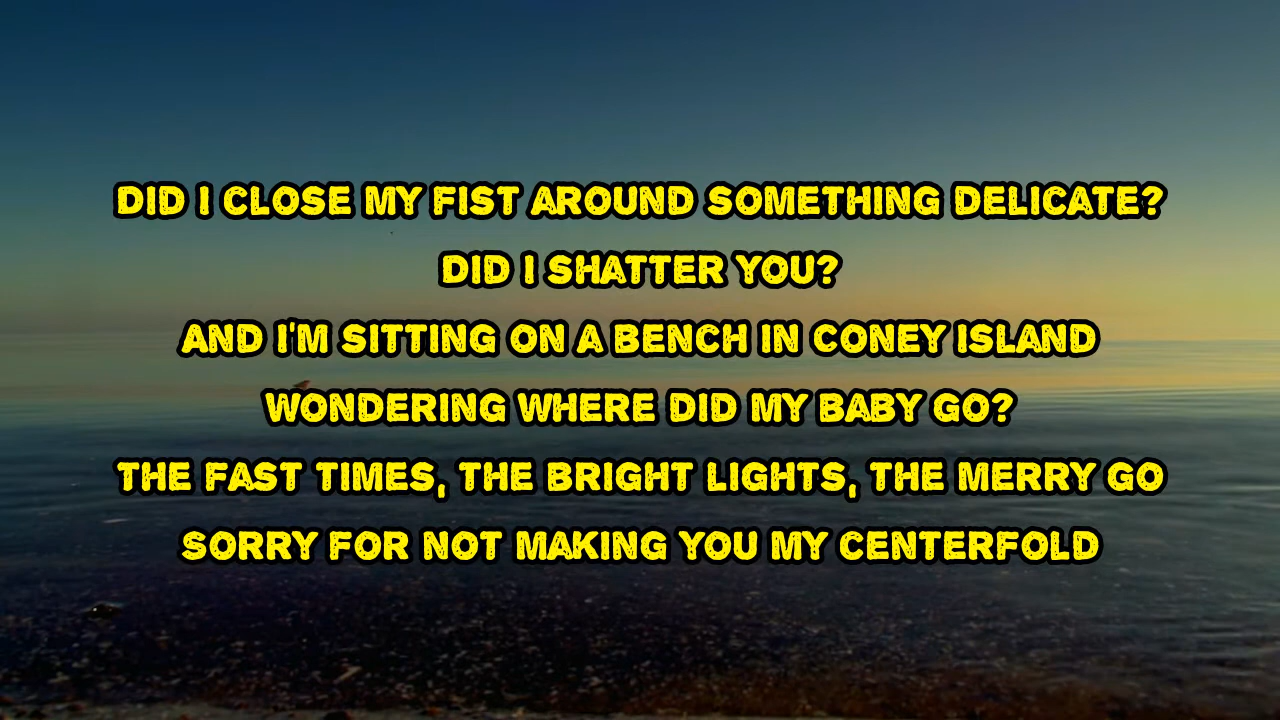 DID I CLOSE MY FIST AROUND SOMETHING DELICATE?
DID I SHATTER YOU?
AND I'M SITTING ON A BENCH IN CONEY ISLAND
WONDERING WHERE DID MY BABY GO?
THE FAST TIMES, THE BRIGHT LIGHTS, THE MERRY GO
SORRY FOR NOT MAKING YOU MY CENTERFOLD